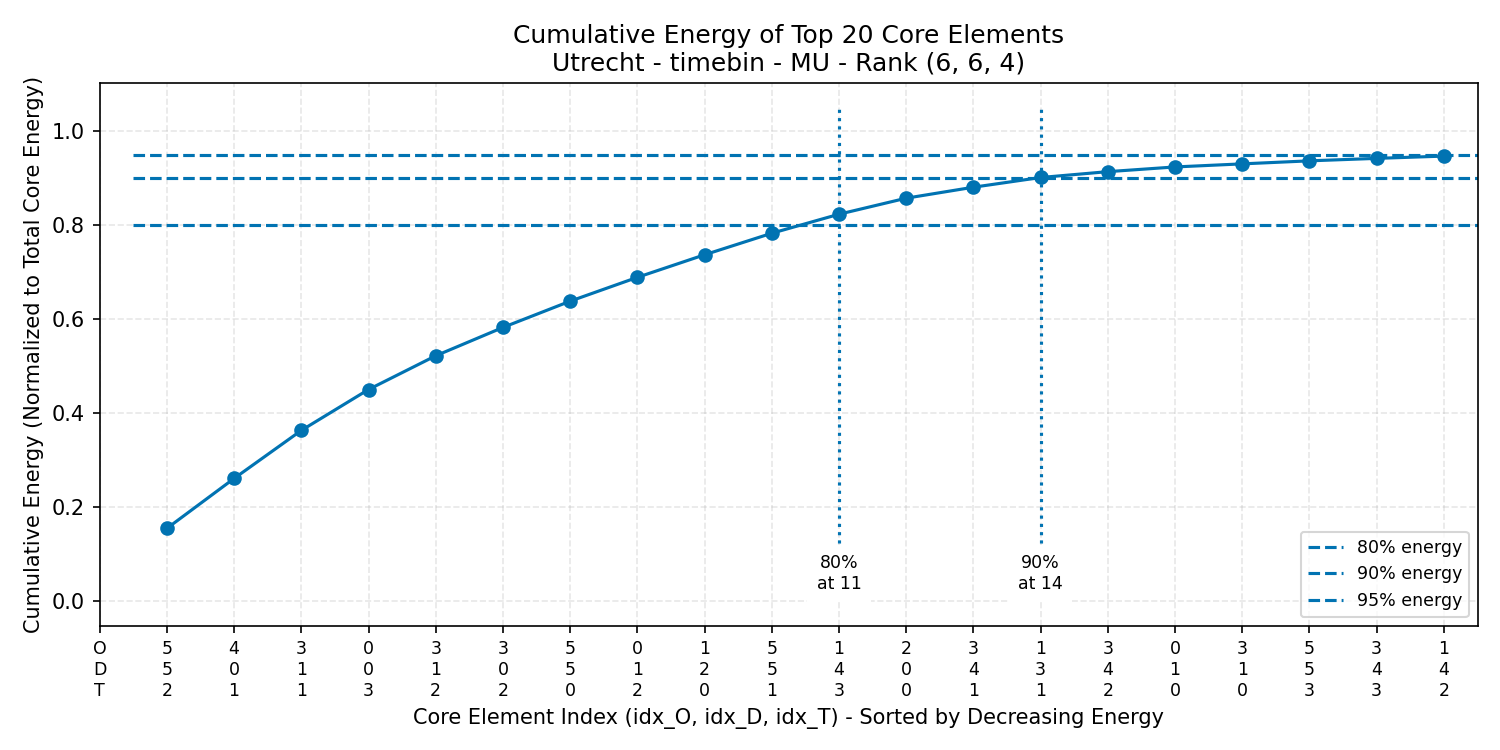 Cumulative Energy of Top 20 Core Elements
Utrecht - timebin - MU - Rank (6, 6, 4)
Cumulative Energy (Normalized to Total Core Energy)
1.0
0.8
0.6
0.4
0.2
0.0
80%
at 11
90%
at 14
80% energy
90% energy
95% energy
O 5 4 3 0 3 3 5 0 1 5 1 2 3 1 3 0 3 5 3 1
D 5 0 1 0 1 0 5 1 2 5 4 0 4 3 4 1 1 5 4 4
T 2 1 1 3 2 2 0 2 0 1 3 0 1 1 2 0 0 3 3 2
Core Element Index (idx_O, idx_D, idx_T) - Sorted by Decreasing Energy